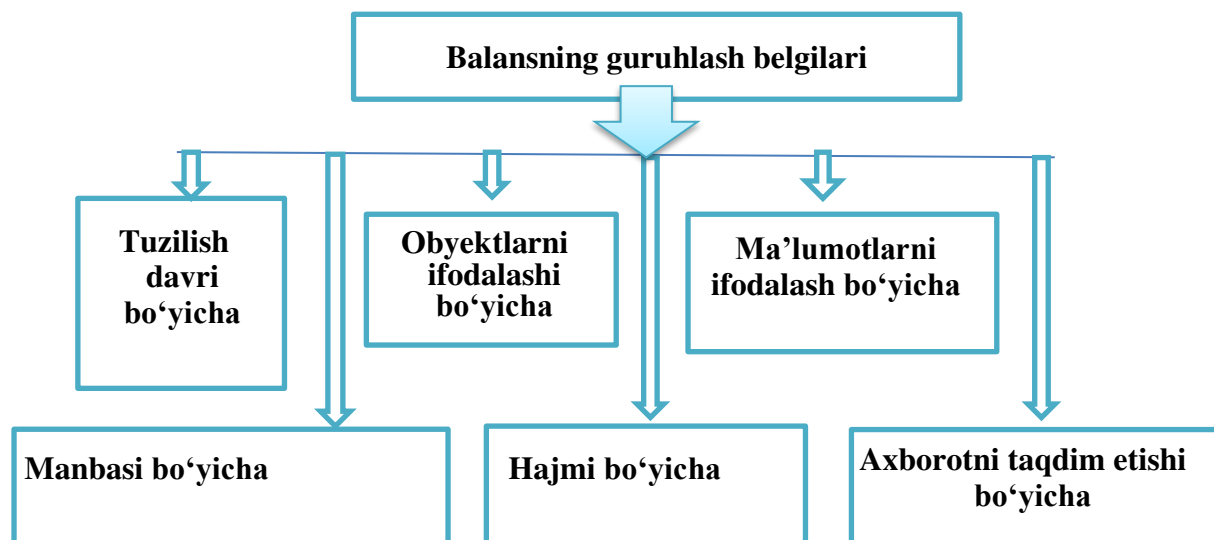 Balansning guruhlash belgilari
Tuzilish
davri
bo‘yicha
Obyektlarni
ifodalashi
bo‘yicha
Ma’lumotlarni
ifodalash bo‘yicha
Manbasi bo‘yicha
Hajmi bo‘yicha
Axborotni taqdim etishi
bo‘yicha